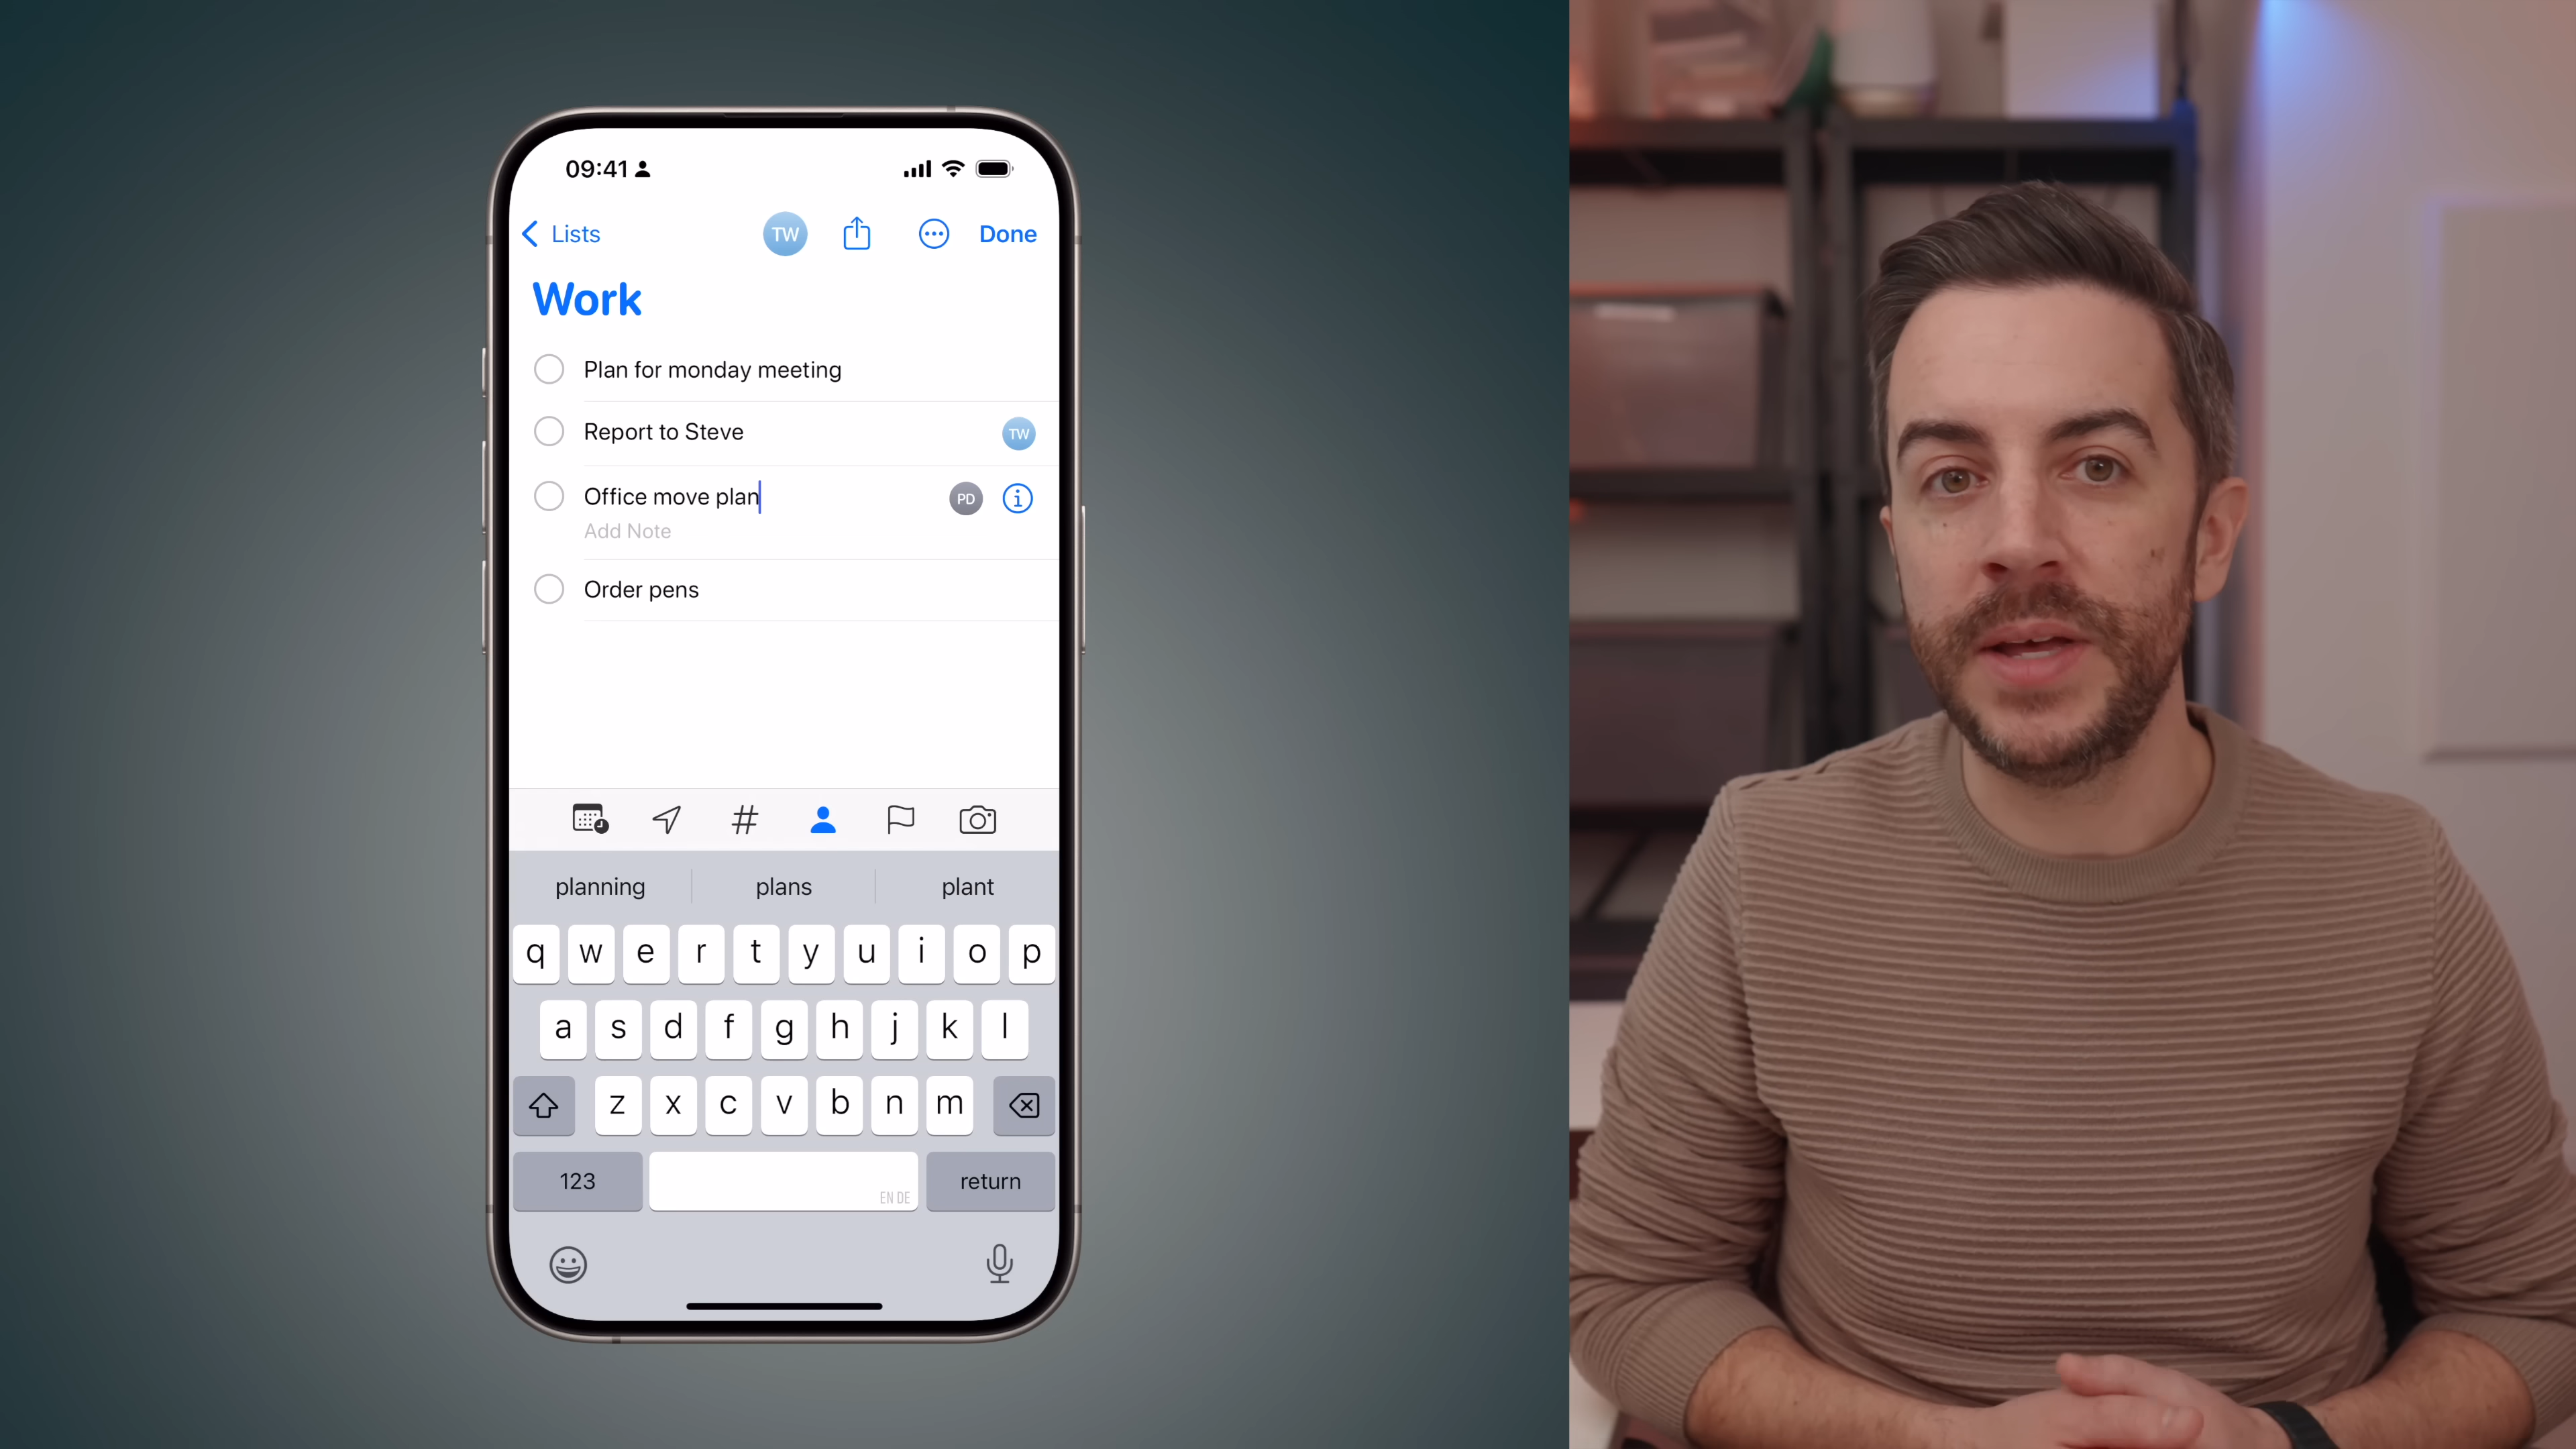 09:41
Lists TW Done
Work
Plan for monday meeting
Report to Steve TW
Office move plan PD
Add Note
Order pens
#
planning plans plant
q w e r t y u i o p
a s d f g h j k l
z x c v b n m
123 EN DE return